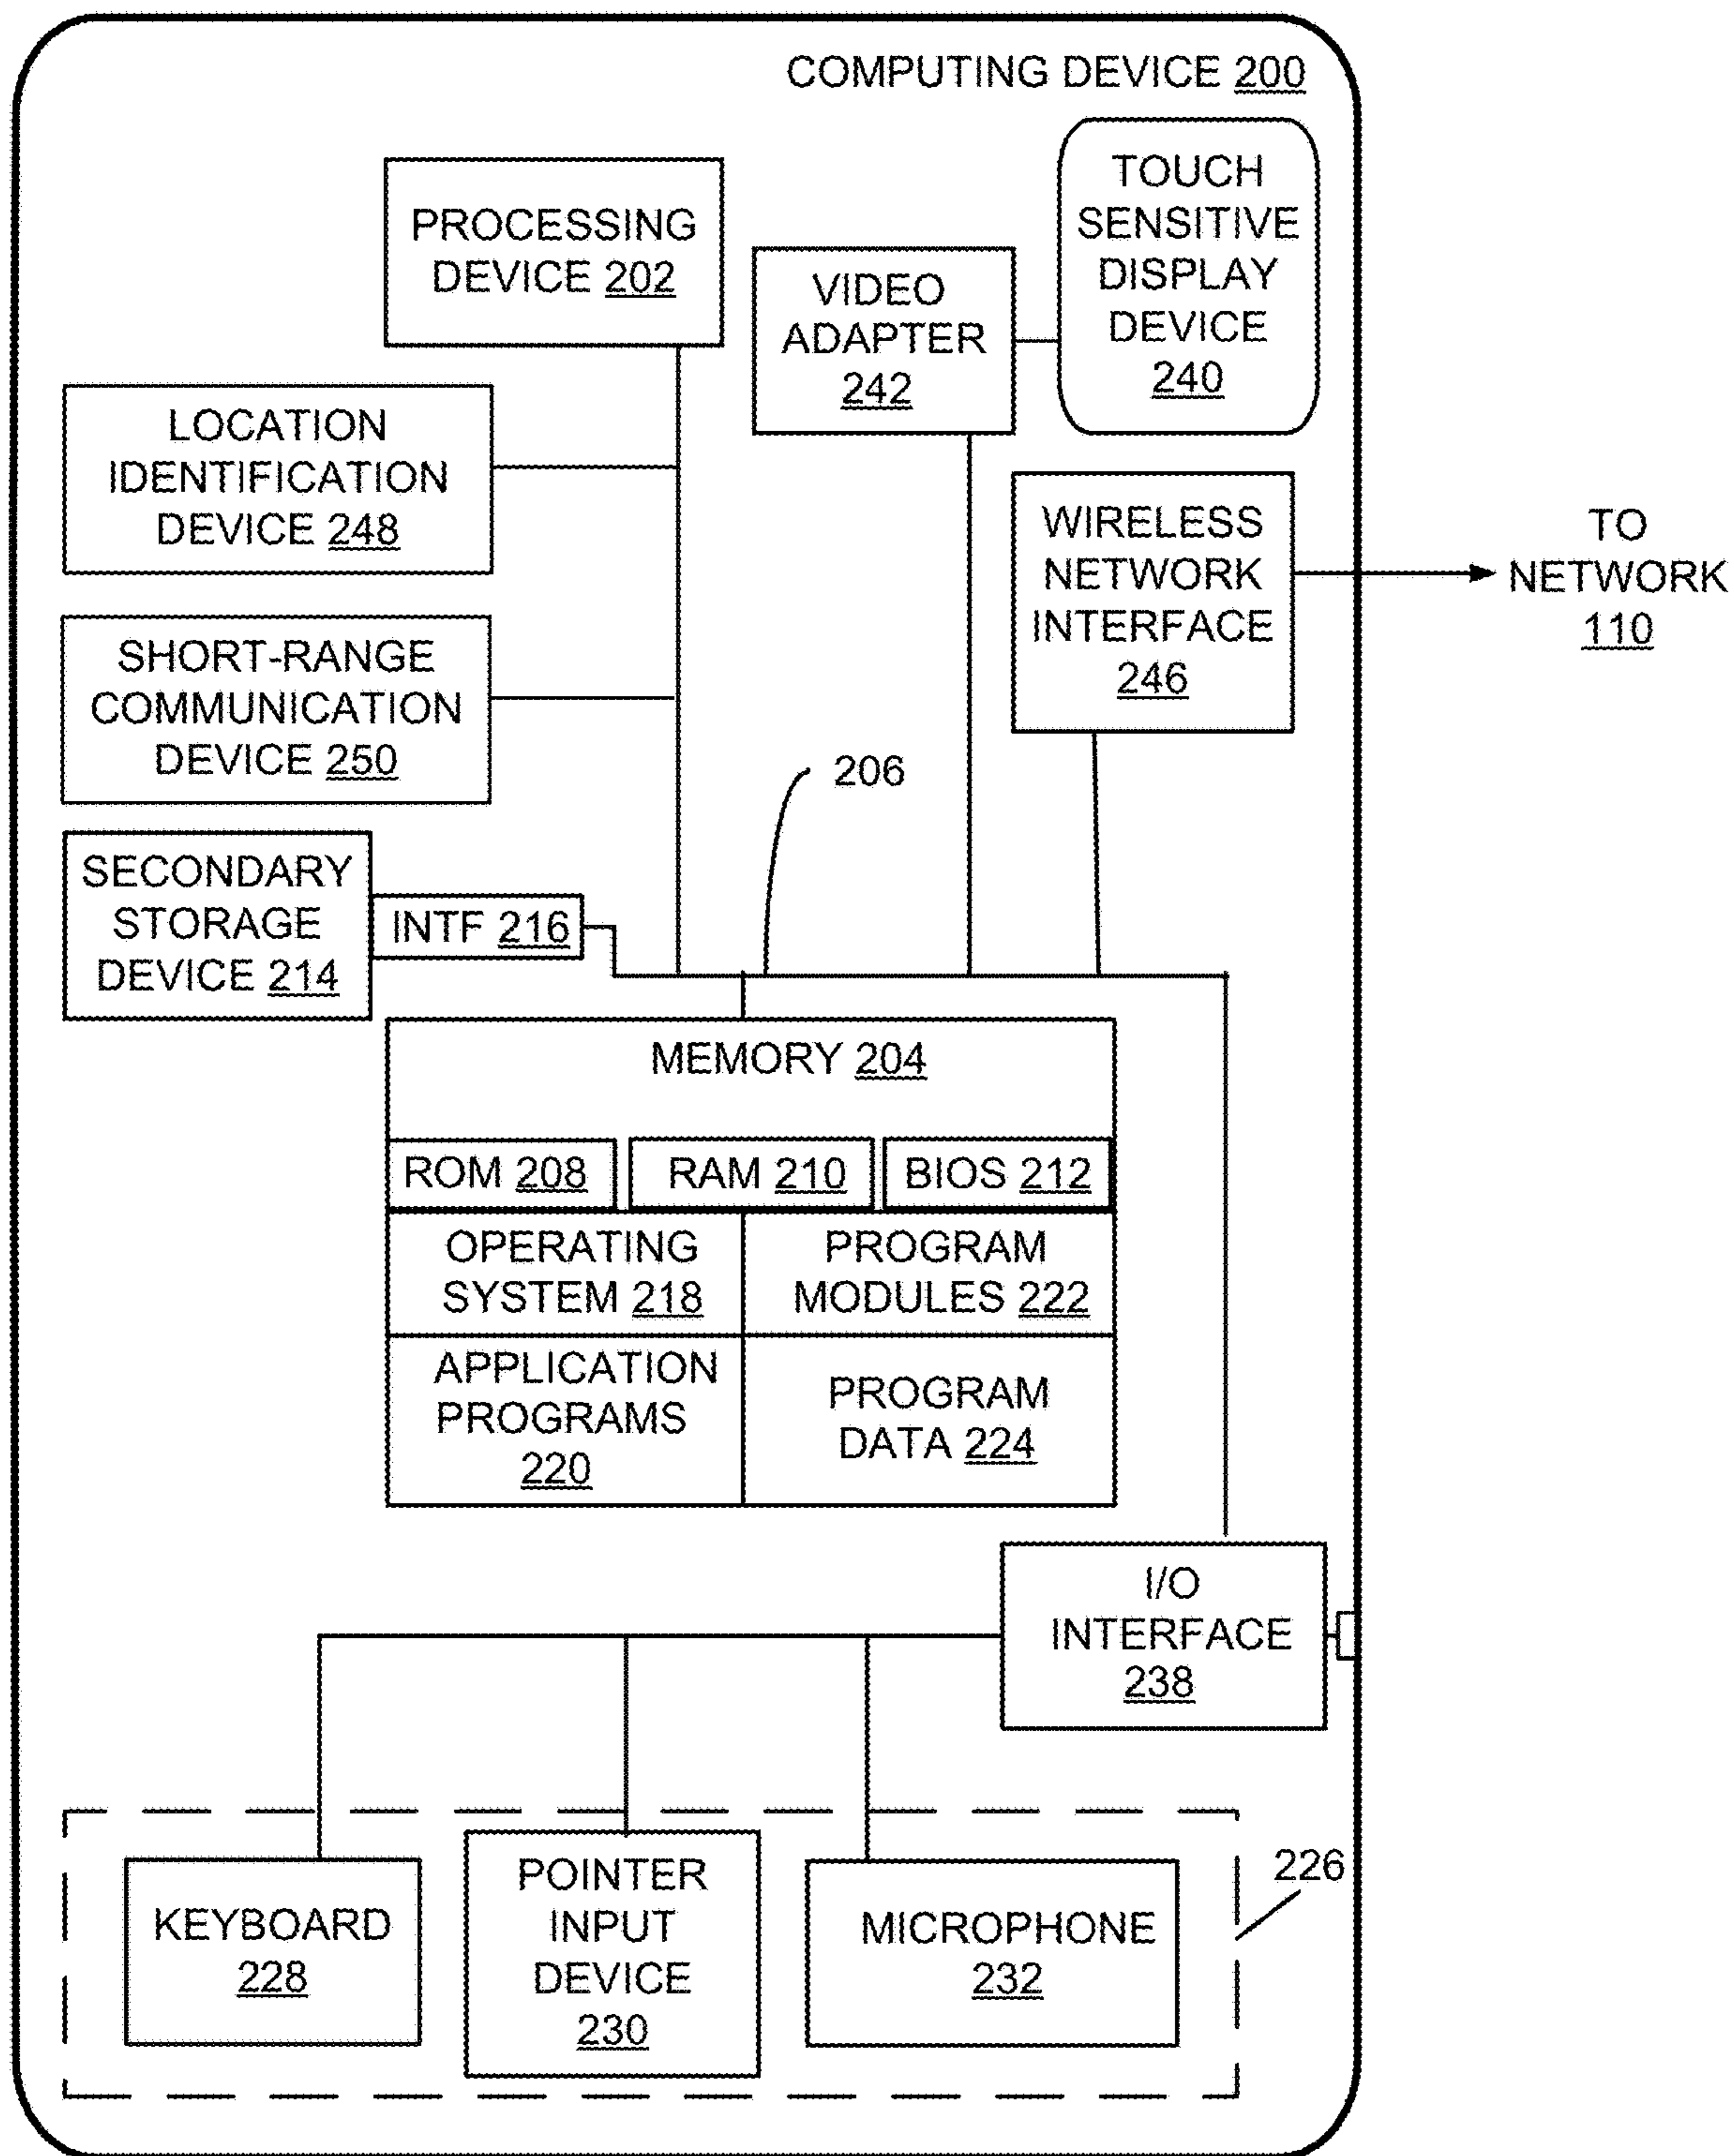 COMPUTING DEVICE 200
PROCESSING
DEVICE 202
VIDEO
ADAPTER
242
TOUCH
SENSITIVE
DISPLAY
DEVICE
240
LOCATION
IDENTIFICATION
DEVICE 248
WIRELESS
NETWORK
INTERFACE
246
TO
NETWORK
110
SHORT-RANGE
COMMUNICATION
DEVICE 250
206
SECONDARY
STORAGE
DEVICE 214
INTF 216
MEMORY 204
ROM 208
RAM 210
BIOS 212
OPERATING
SYSTEM 218
PROGRAM
MODULES 222
APPLICATION
PROGRAMS
220
PROGRAM
DATA 224
I/O
INTERFACE
238
226
KEYBOARD
228
POINTER
INPUT
DEVICE
230
MICROPHONE
232